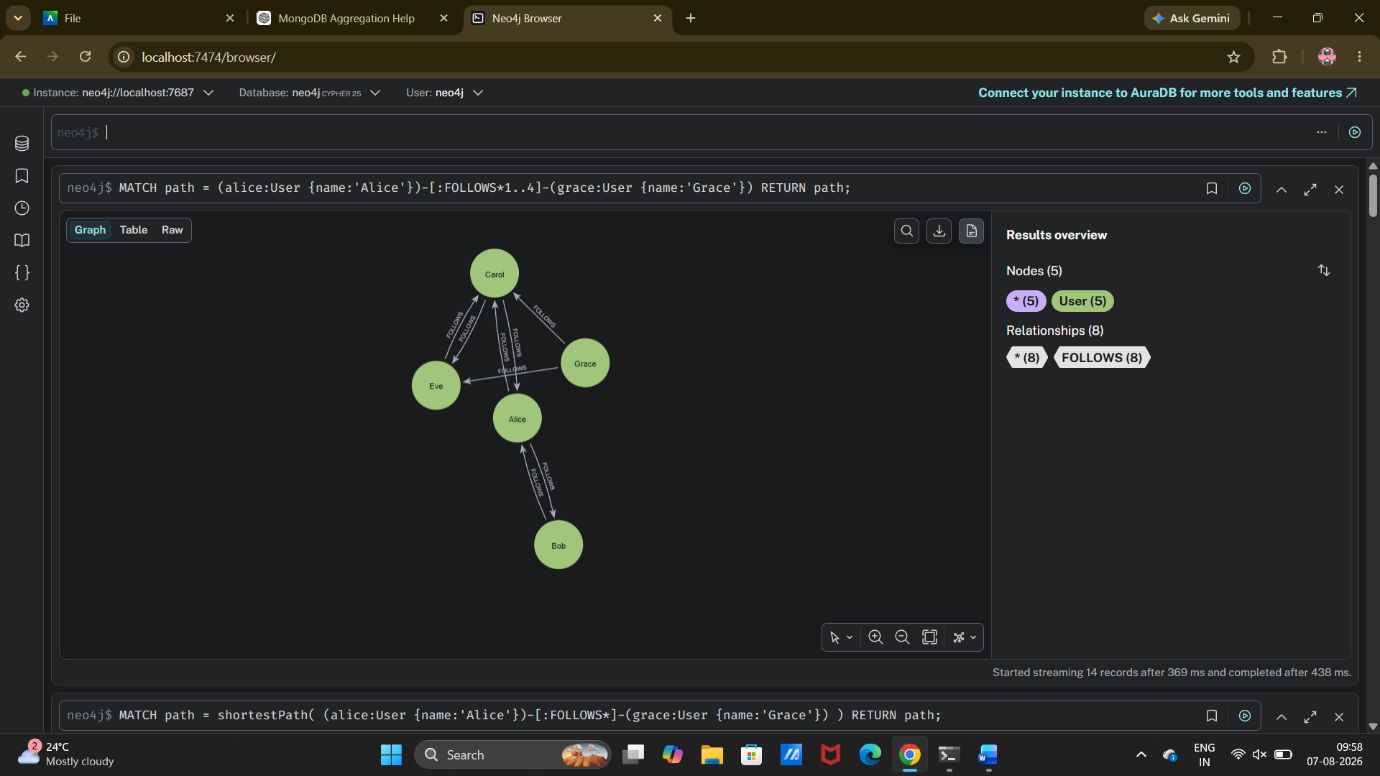 File
MongoDB Aggregation Help
Neo4j Browser
Ask Gemini
localhost:7474/browser/
Instance: neo4j://localhost:7687
Database: neo4j CYPHER 25
User: neo4j
Connect your instance to AuraDB for more tools and features
neo4j$
neo4j$ MATCH path = (alice:User {name:'Alice'})-[:FOLLOWS*1..4]-(grace:User {name:'Grace'}) RETURN path;
Graph
Table
Raw
Results overview
Nodes (5)
* (5)
User (5)
Relationships (8)
* (8)
FOLLOWS (8)
Carol
FOLLOWS
FOLLOWS
FOLLOWS
FOLLOWS
FOLLOWS
Grace
FOLLOWS
Eve
Alice
FOLLOWS
FOLLOWS
Bob
Started streaming 14 records after 369 ms and completed after 438 ms.
neo4j$ MATCH path = shortestPath( (alice:User {name:'Alice'})-[:FOLLOWS*]-(grace:User {name:'Grace'}) ) RETURN path;
2
24°C
Mostly cloudy
Search
ENG
IN
09:58
07-08-2026